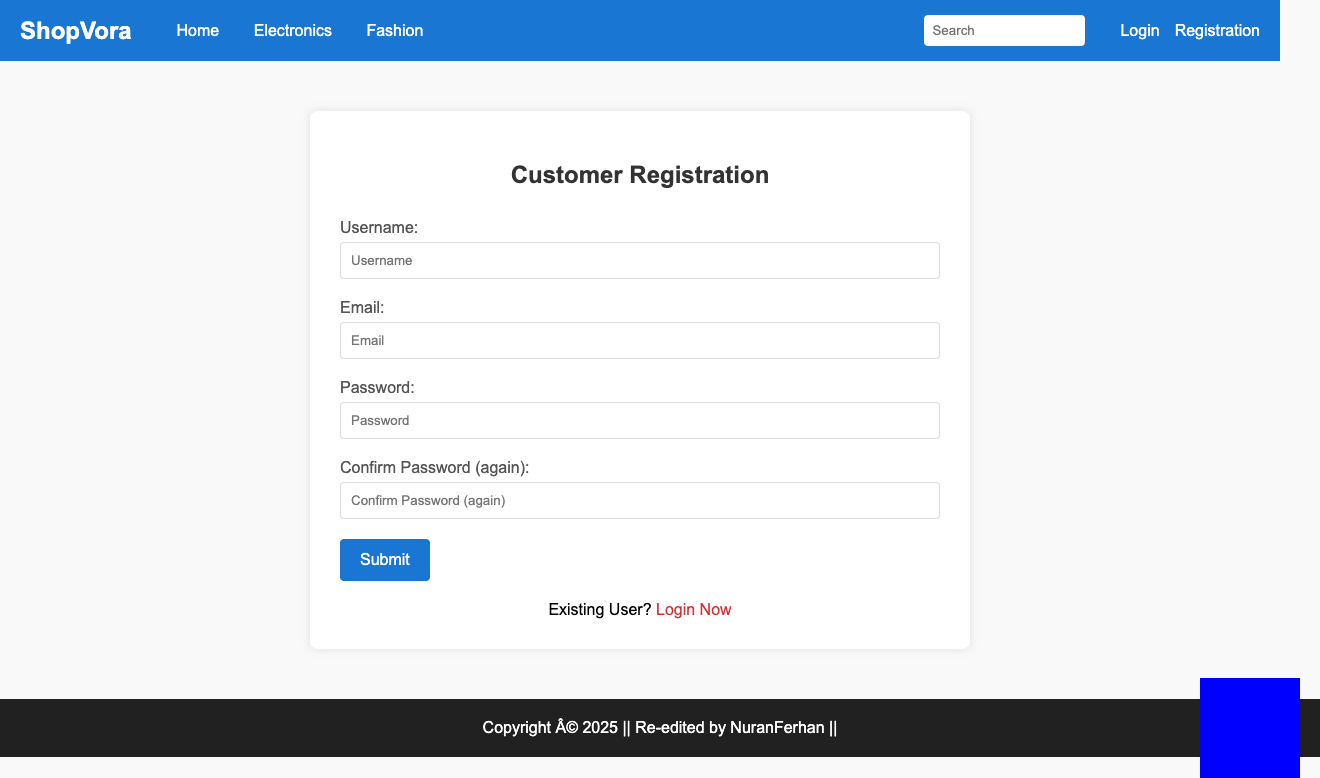 ShopVora Home Electronics Fashion Search Login Registration
Customer Registration
Username:
Username
Email:
Email
Password:
Password
Confirm Password (again):
Confirm Password (again)
Submit
Existing User? Login Now
Copyright Â© 2025 || Re-edited by NuranFerhan ||